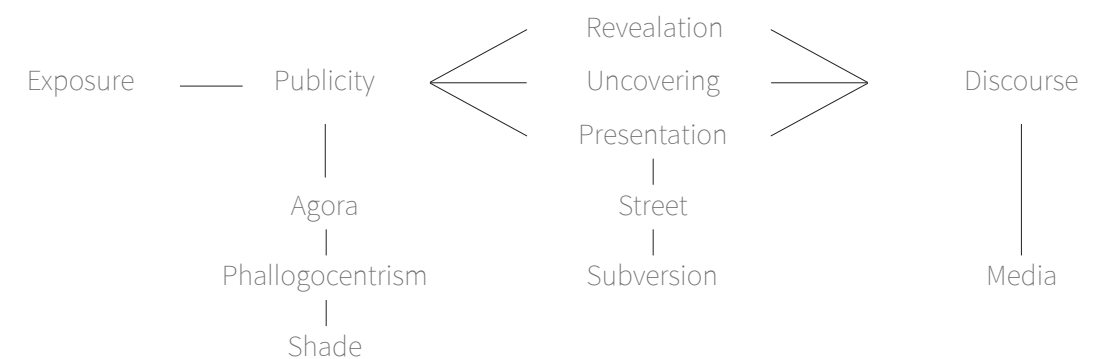 Revealation
Exposure Publicity Uncovering Discourse
Presentation
Agora Street
Phallogocentrism Subversion Media
Shade